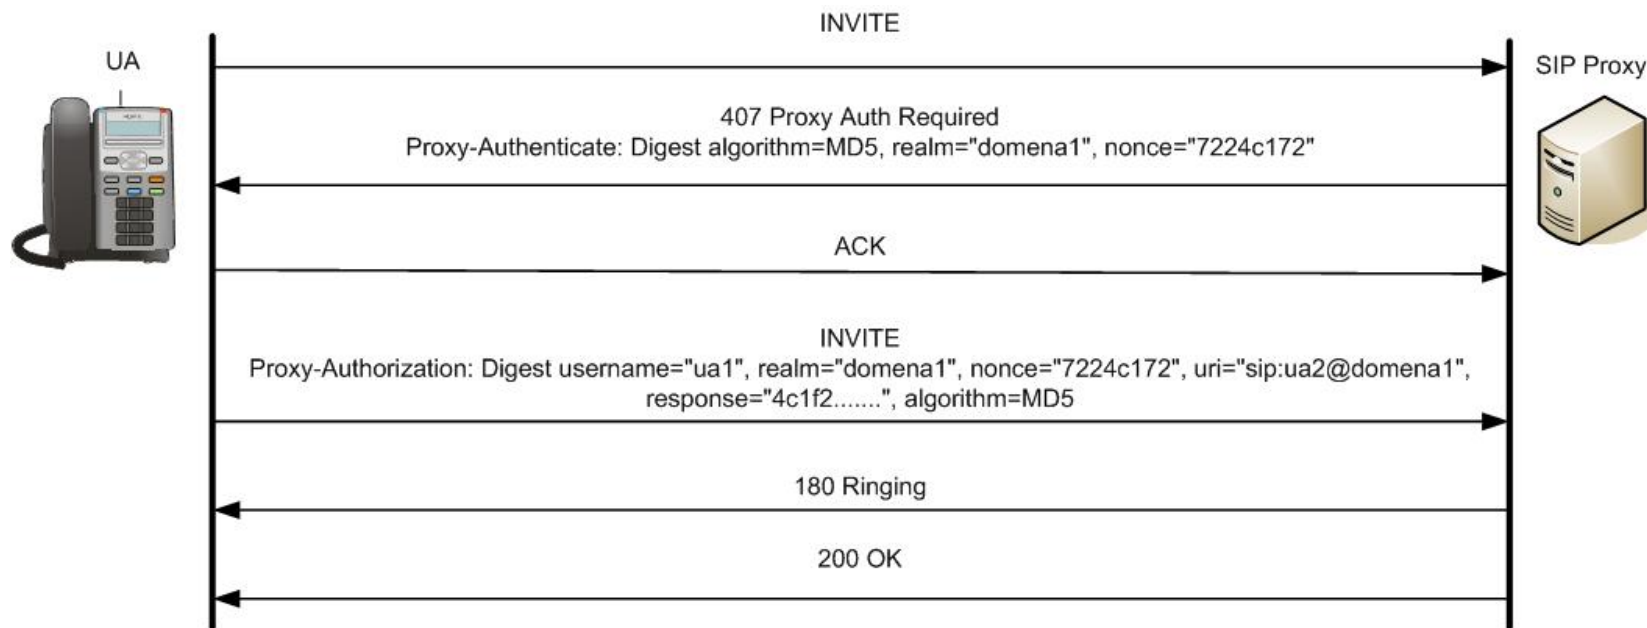 INVITE
UA
SIP Proxy
407 Proxy Auth Required
Proxy-Authenticate: Digest algorithm=MD5, realm="domena1", nonce="7224c172"
ACK
INVITE
Proxy-Authorization: Digest username="ua1", realm="domena1", nonce="7224c172", uri="sip:ua2@domena1",
response="4c1f2.......", algorithm=MD5
180 Ringing
200 OK